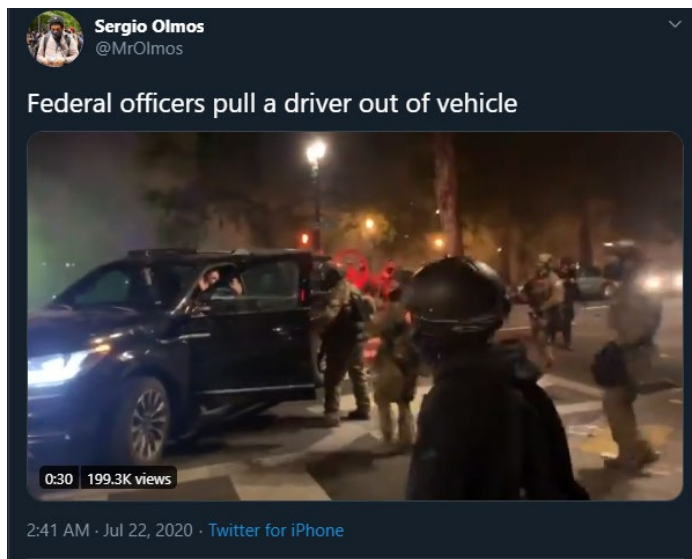 Sergio Olmos
@MrOlmos
Federal officers pull a driver out of vehicle
0:30 199.3K views
2:41 AM · Jul 22, 2020 · Twitter for iPhone